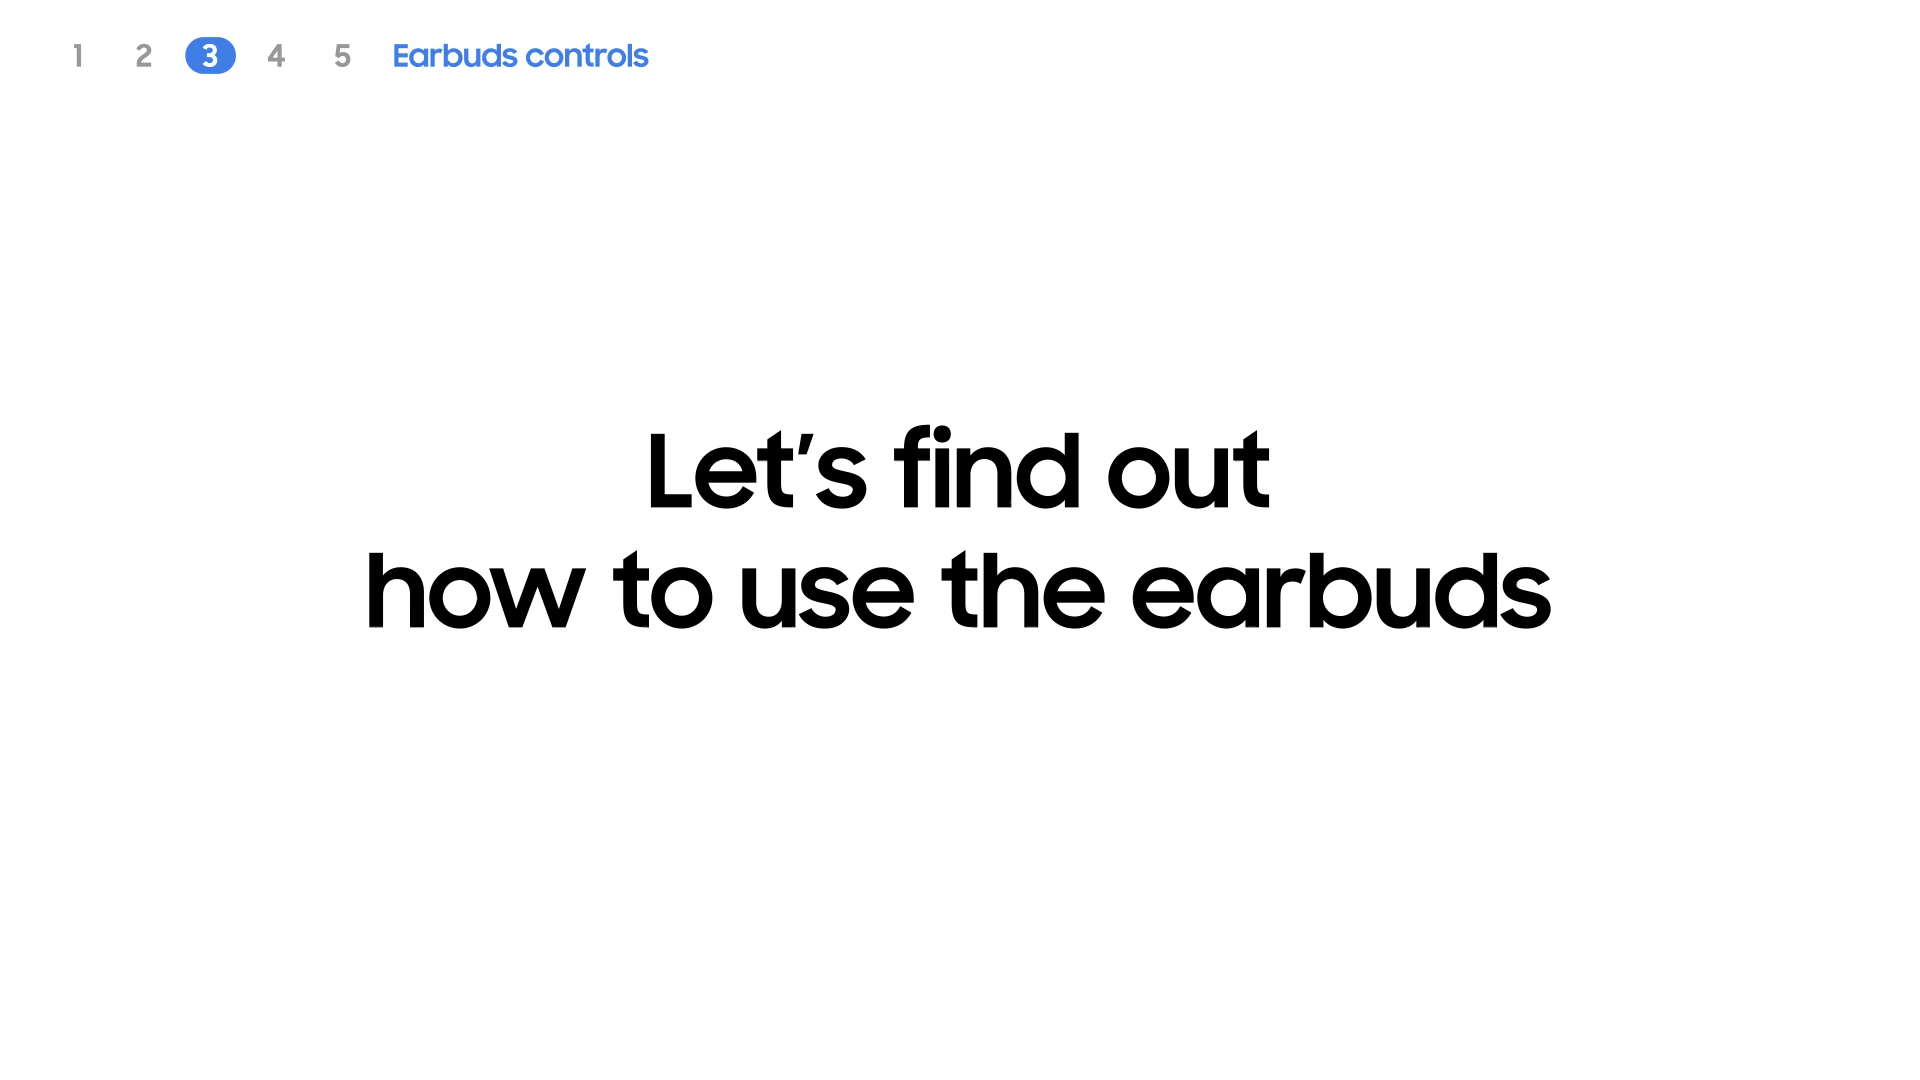 1 2 3 4 5 Earbuds controls
Let’s find out
how to use the earbuds